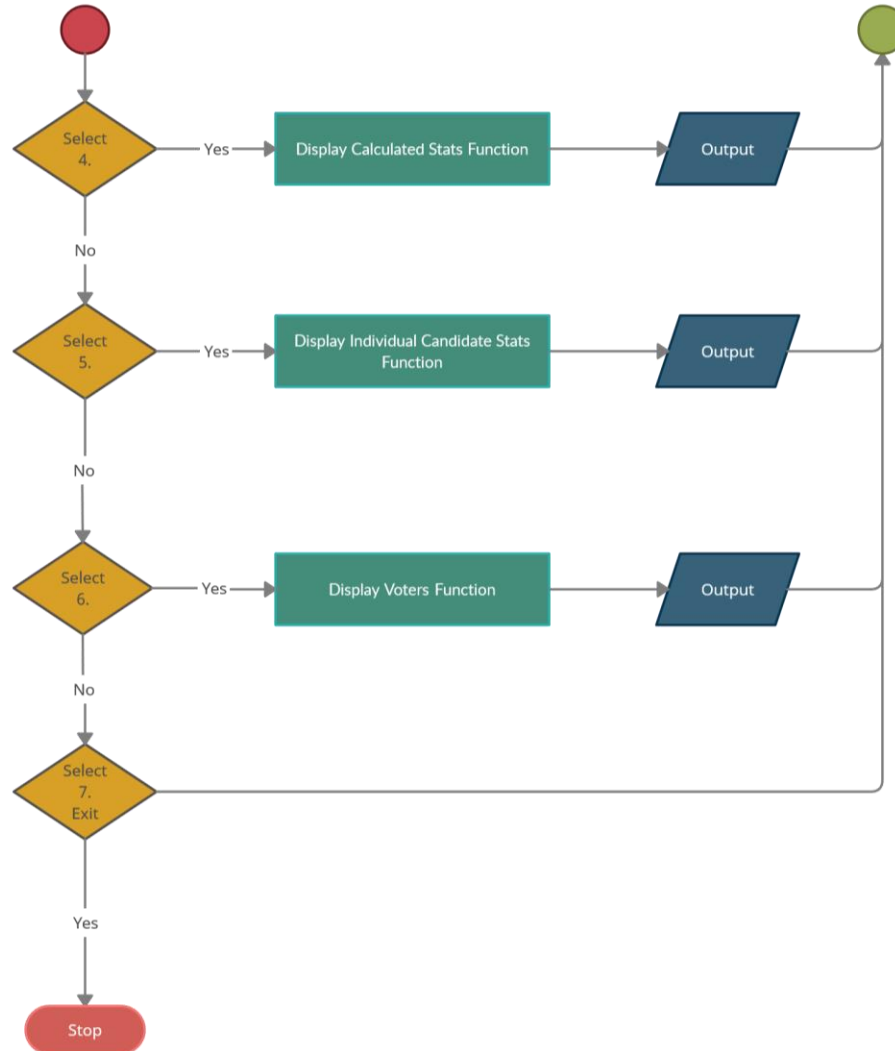 Select
4.
Yes
Display Calculated Stats Function
Output
No
Select
5.
Yes
Display Individual Candidate Stats
Function
Output
No
Select
6.
Yes
Display Voters Function
Output
No
Select
7.
Exit
Yes
Stop